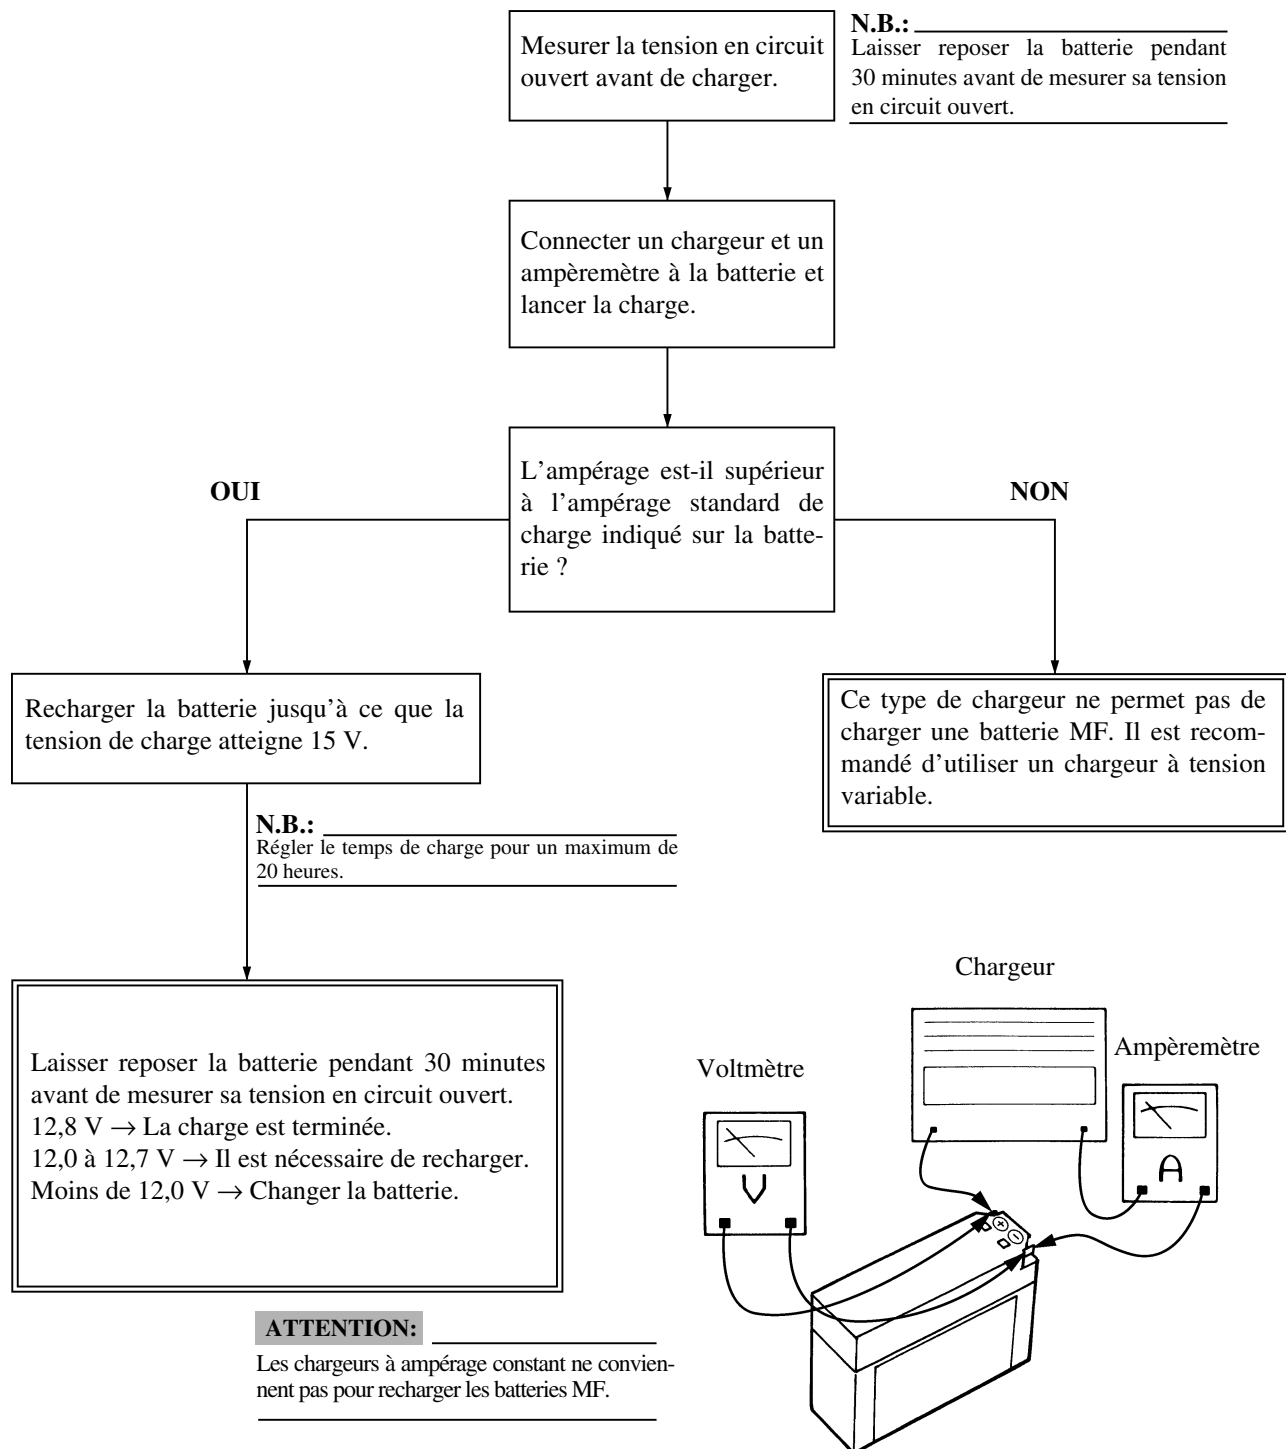 Mesurer la tension en circuit
ouvert avant de charger.
N.B.:
Laisser reposer la batterie pendant
30 minutes avant de mesurer sa tension
en circuit ouvert.
Connecter un chargeur et un
ampèremètre à la batterie et
lancer la charge.
L’ampérage est-il supérieur
à l’ampérage standard de
charge indiqué sur la batte-
rie ?
OUI
NON
Recharger la batterie jusqu’à ce que la
tension de charge atteigne 15 V.
Ce type de chargeur ne permet pas de
charger une batterie MF. Il est recom-
mandé d’utiliser un chargeur à tension
variable.
N.B.:
Régler le temps de charge pour un maximum de
20 heures.
Laisser reposer la batterie pendant 30 minutes
avant de mesurer sa tension en circuit ouvert.
12,8 V → La charge est terminée.
12,0 à 12,7 V → Il est nécessaire de recharger.
Moins de 12,0 V → Changer la batterie.
Chargeur
Voltmètre
Ampèremètre
V
A
+
−
ATTENTION:
Les chargeurs à ampérage constant ne convien-
nent pas pour recharger les batteries MF.